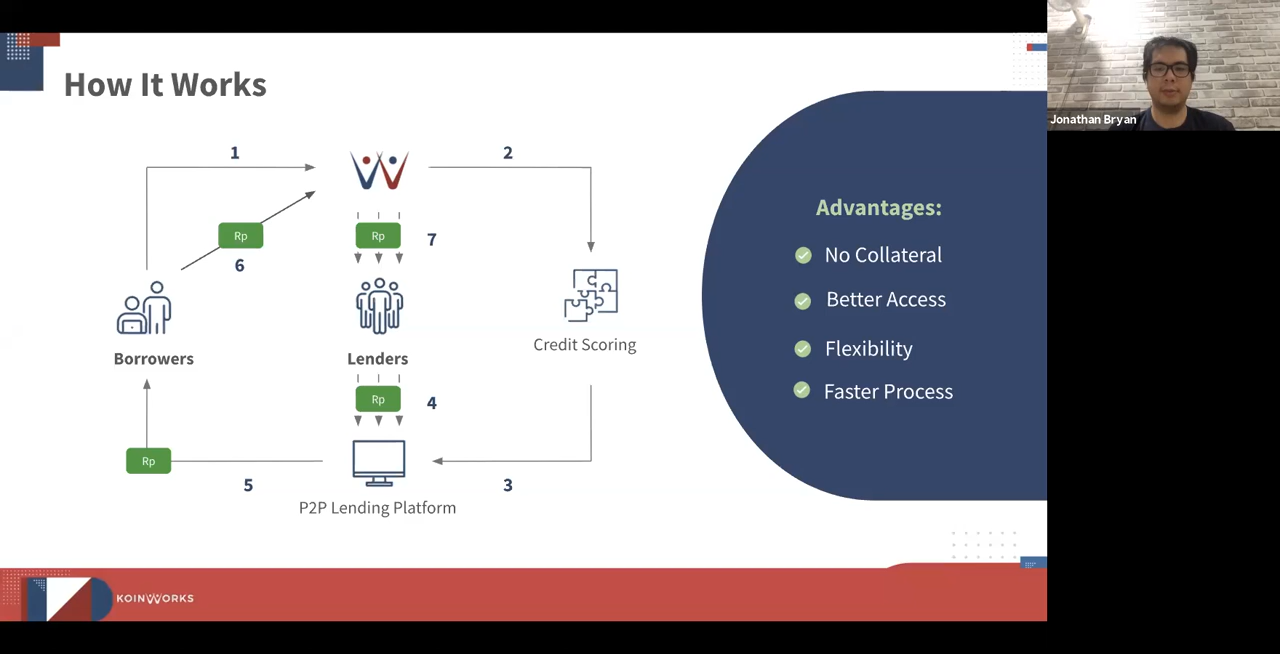 How It Works
1
2
Rp
6
Rp
7
Borrowers
Lenders
Credit Scoring
Rp
4
Rp
5
3
P2P Lending Platform
Advantages:
No Collateral
Better Access
Flexibility
Faster Process
KOINWORKS
Jonathan Bryan